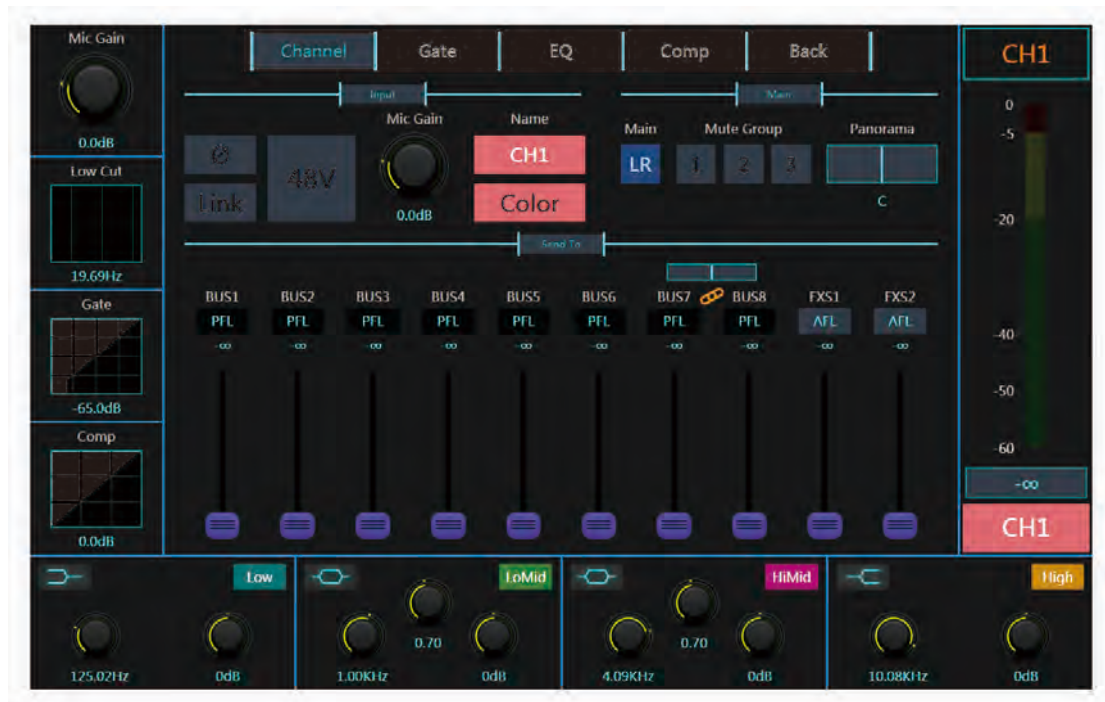 Mic Gain
0.0dB
Low Cut
19.69Hz
Gate
-65.0dB
Comp
0.0dB
Channel Gate EQ Comp Back
Input Main
Mic Gain Name
Ø 48V CH1
Link 0.0dB Color
Main Mute Group Panorama
LR 1 2 3
C
Send To
BUS1 BUS2 BUS3 BUS4 BUS5 BUS6 BUS7 BUS8 FXS1 FXS2
PFL PFL PFL PFL PFL PFL PFL PFL AFL AFL
-∞ -∞ -∞ -∞ -∞ -∞ -∞ -∞ -∞ -∞
CH1
0
-5
-20
-40
-50
-60
-∞
CH1
Low LoMid HiMid High
0.70 0.70
125.02Hz 0dB 1.00KHz 0dB 4.09KHz 0dB 10.08KHz 0dB